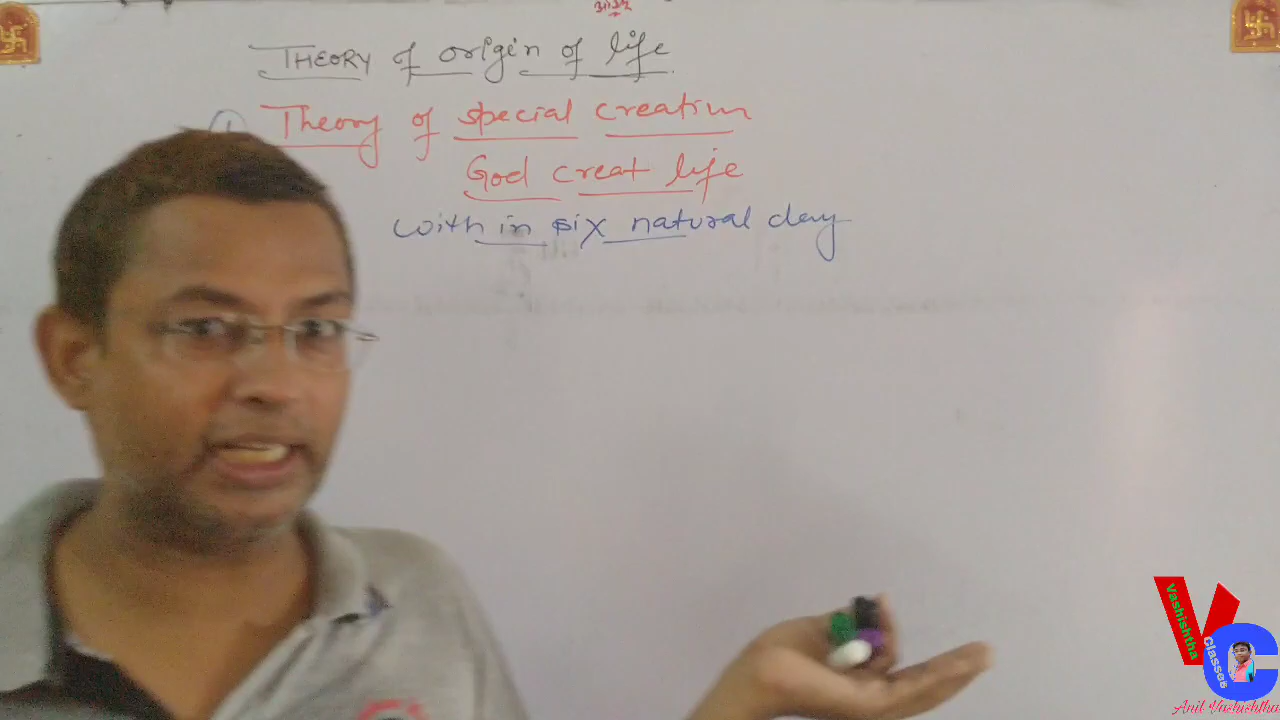 THEORY of origin of life
① Theory of special creation
God creat life
with in six natural day
Vashishtha
Classes
Anil Vashishtha